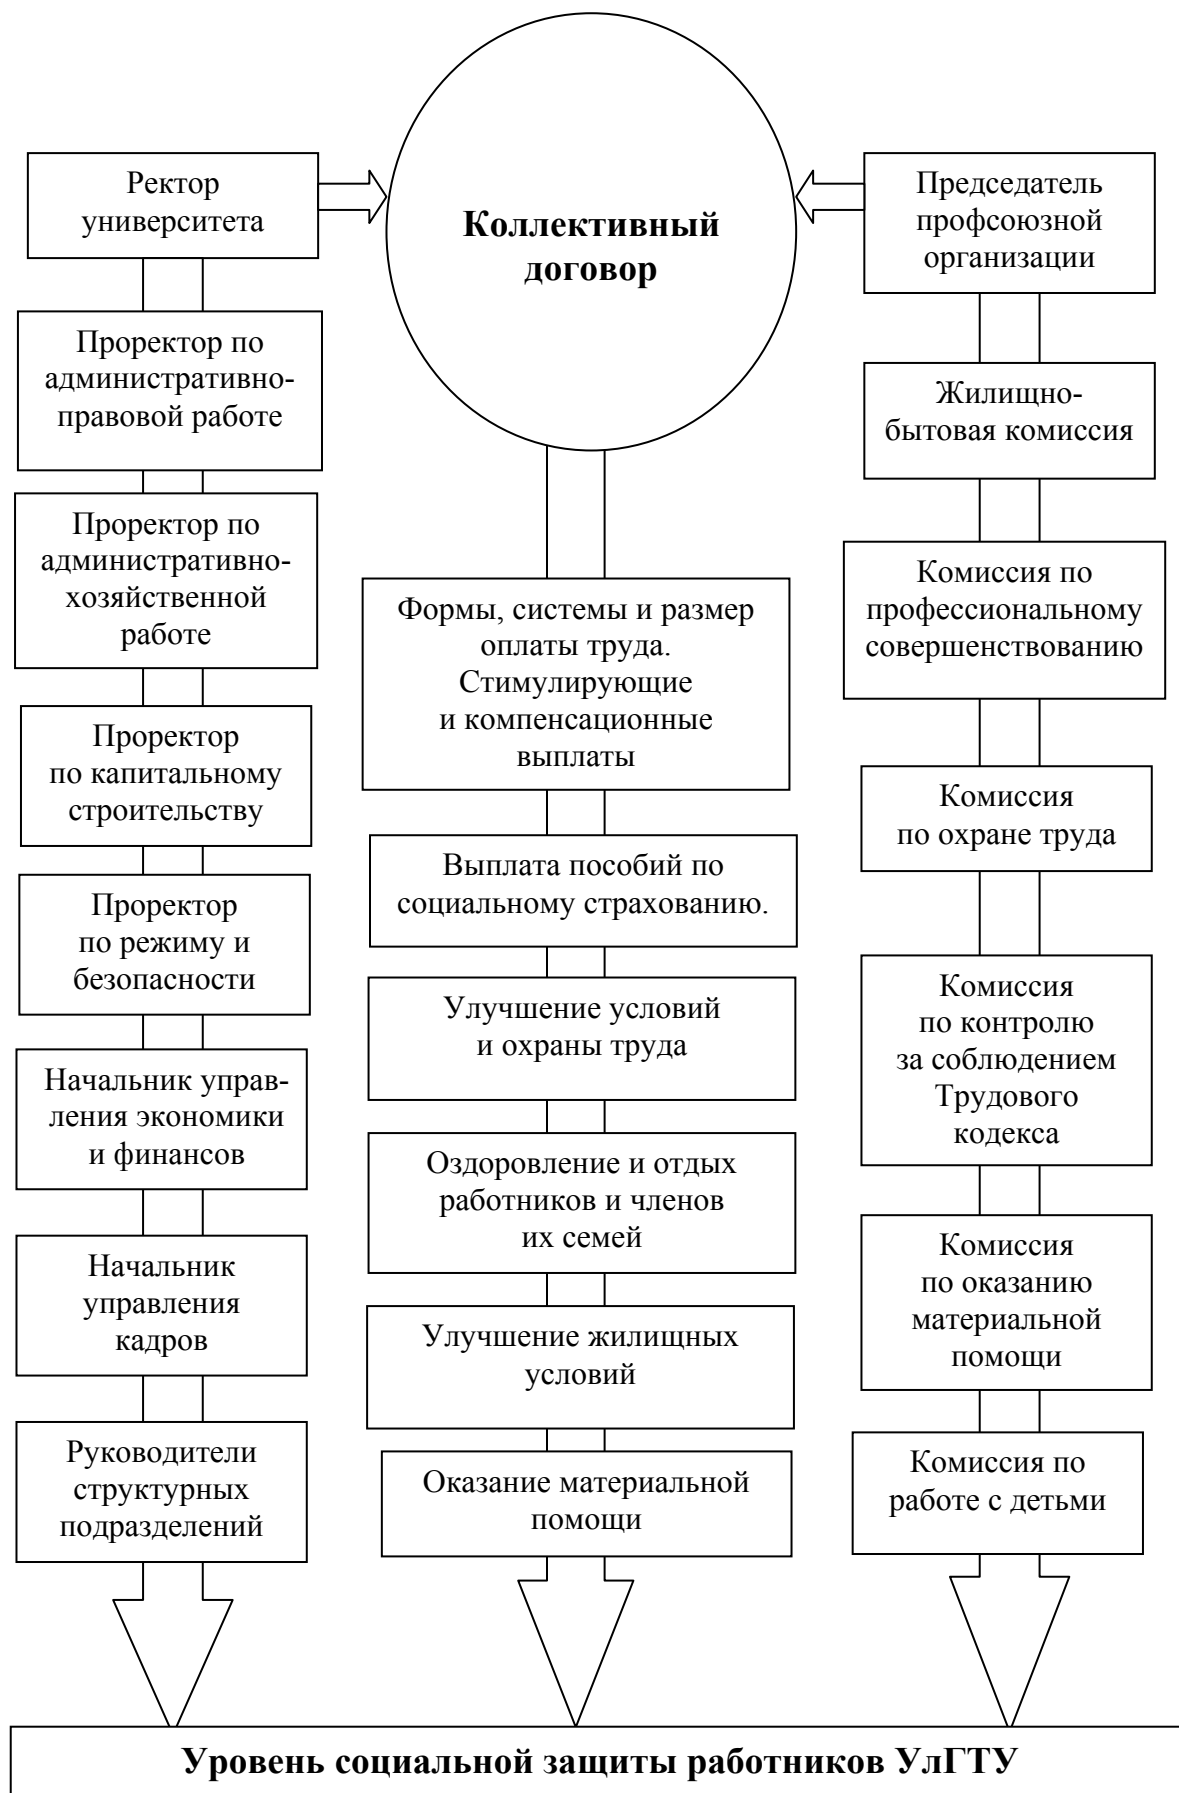 Ректор
университета
Проректор по
административно-
правовой работе
Проректор по
административно-
хозяйственной
работе
Проректор
по капитальному
строительству
Проректор
по режиму и
безопасности
Начальник управ-
ления экономики
и финансов
Начальник
управления
кадров
Руководители
структурных
подразделений
Коллективный
договор
Формы, системы и размер
оплаты труда.
Стимулирующие
и компенсационные
выплаты
Выплата пособий по
социальному страхованию.
Улучшение условий
и охраны труда
Оздоровление и отдых
работников и членов
их семей
Улучшение жилищных
условий
Оказание материальной
помощи
Председатель
профсоюзной
организации
Жилищно-
бытовая комиссия
Комиссия по
профессиональному
совершенствованию
Комиссия
по охране труда
Комиссия
по контролю
за соблюдением
Трудового
кодекса
Комиссия
по оказанию
материальной
помощи
Комиссия по
работе с детьми
Уровень социальной защиты работников УлГТУ